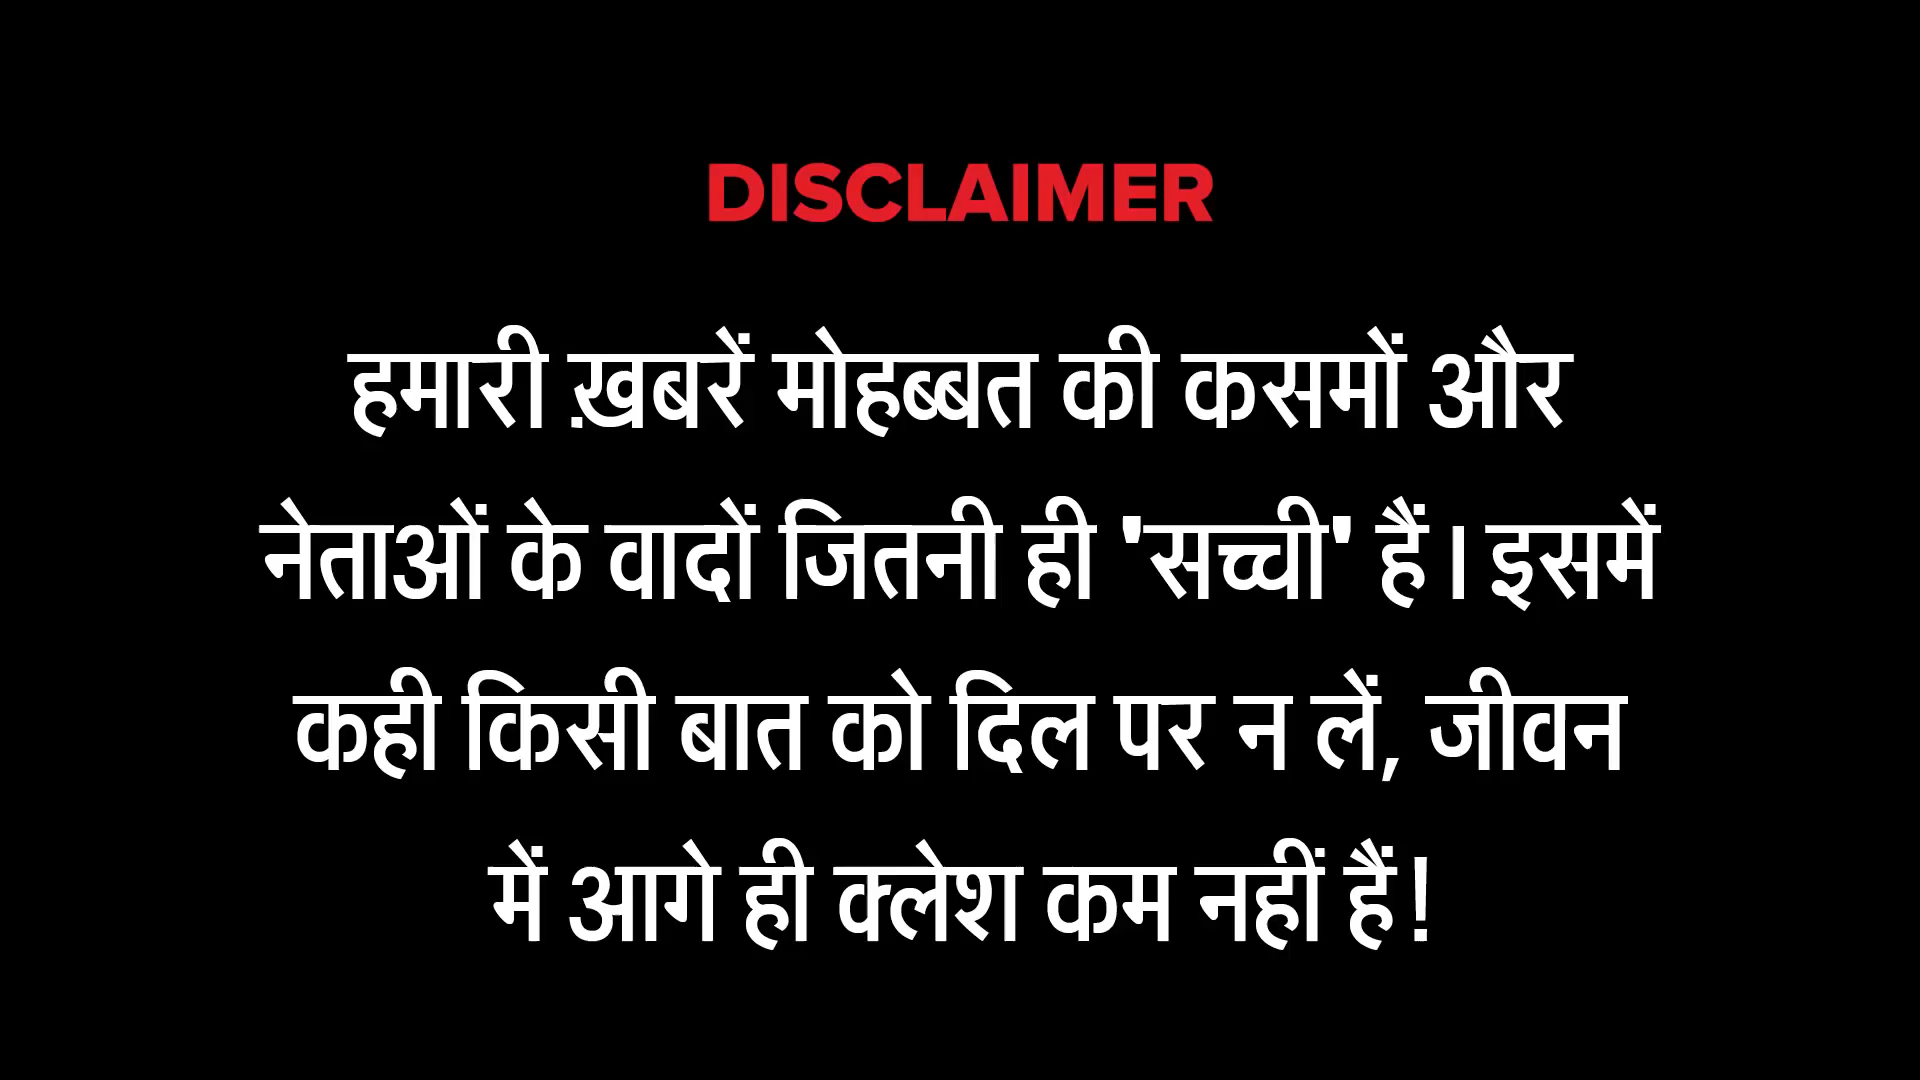 DISCLAIMER
हमारी ख़बरें मोहब्बत की कसमों और
नेताओं के वादों जितनी ही 'सच्ची' हैं। इसमें
कही किसी बात को दिल पर न लें, जीवन
में आगे ही क्लेश कम नहीं हैं!